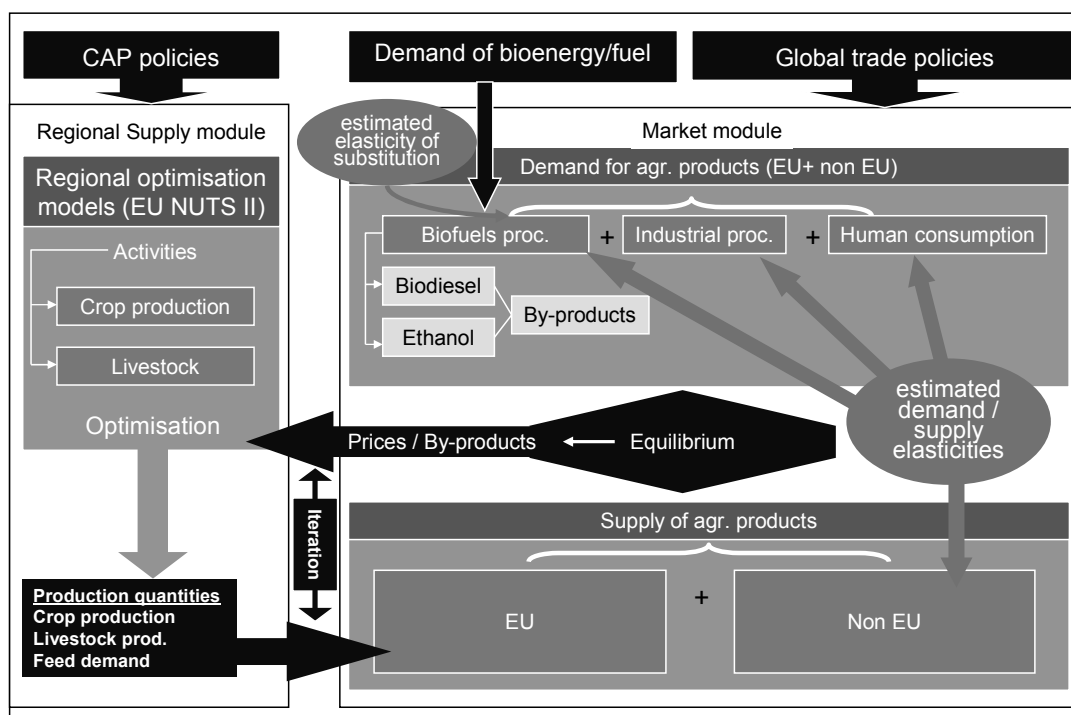 CAP policies
Demand of bioenergy/fuel
Global trade policies
Regional Supply module
Regional optimisation
models (EU NUTS II)
Activities
Crop production
Livestock
Optimisation
Production quantities
Crop production
Livestock prod.
Feed demand
Iteration
estimated
elasticity of
substitution
Market module
Demand for agr. products (EU+ non EU)
Biofuels proc. + Industrial proc. + Human consumption
Biodiesel
By-products
Ethanol
estimated
demand /
supply
elasticities
Prices / By-products
Equilibrium
Supply of agr. products
EU + Non EU